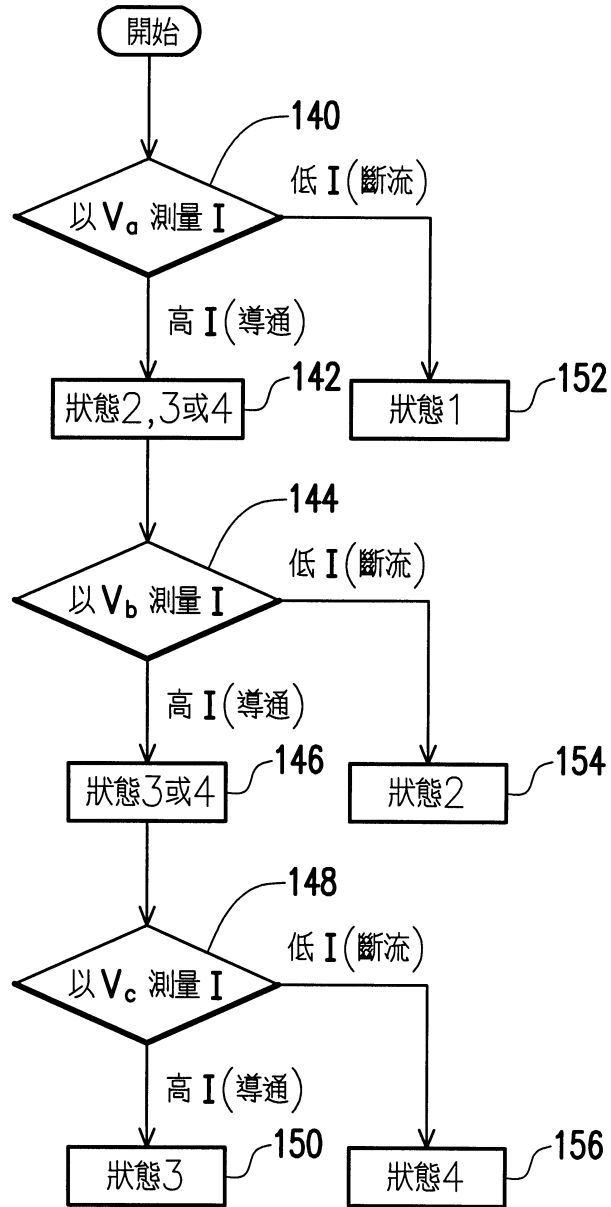 開始
140
以 Va 測量 I
低 I(斷流)
高 I(導通)
142
狀態2,3或4
152
狀態1
144
以 Vb 測量 I
低 I(斷流)
高 I(導通)
146
狀態3或4
154
狀態2
148
以 Vc 測量 I
低 I(斷流)
高 I(導通)
150
狀態3
156
狀態4